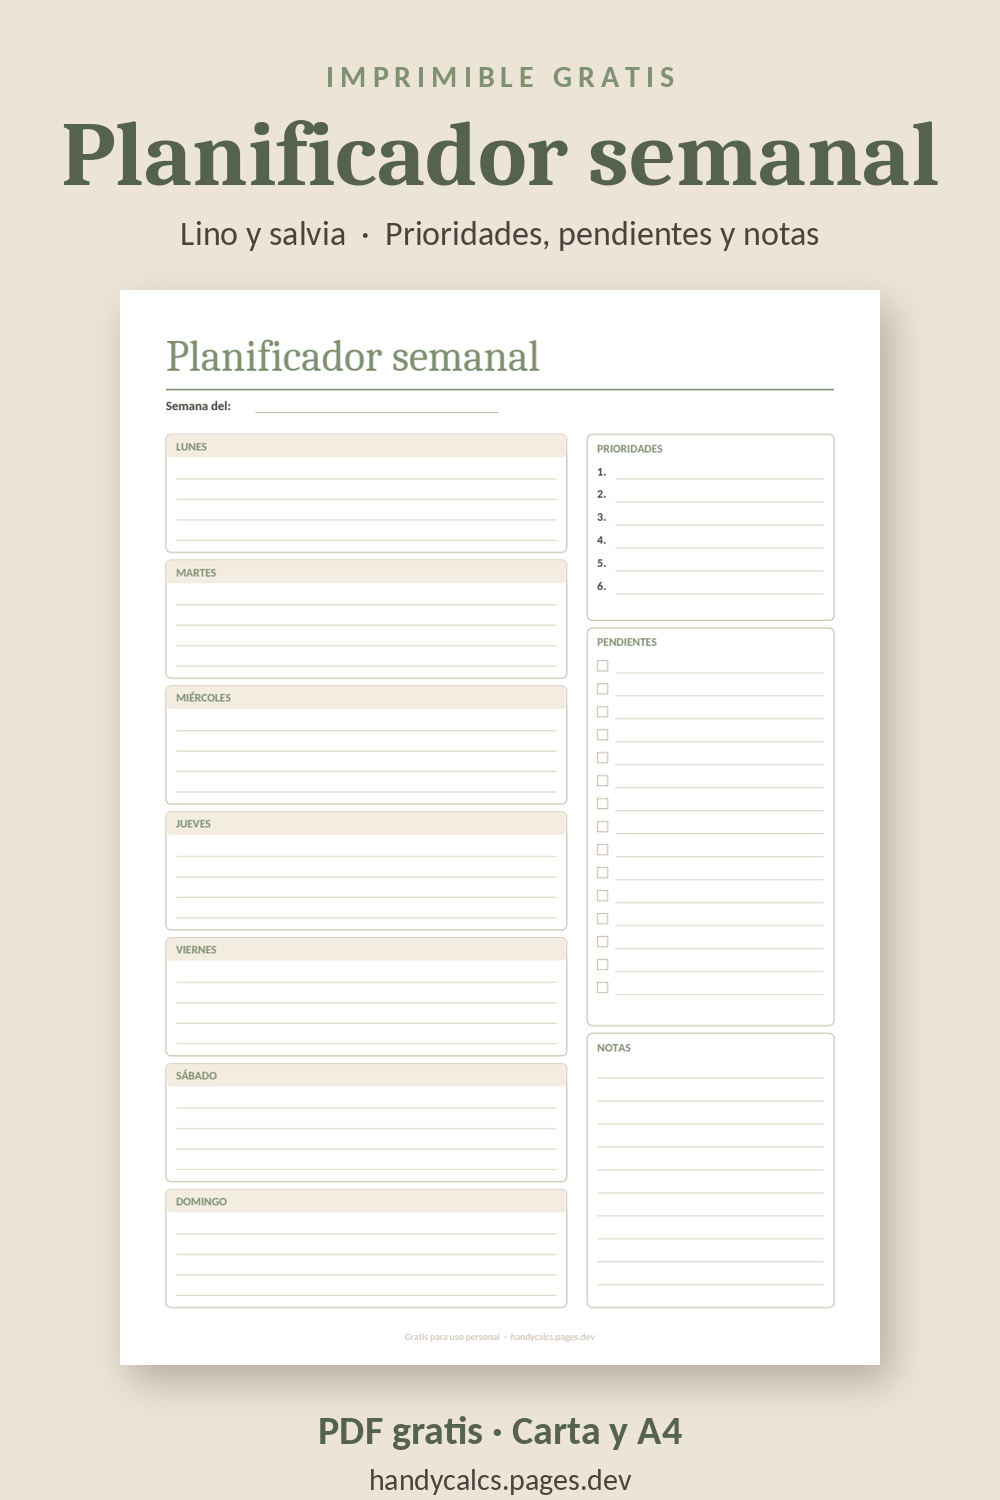 IMPRIMIBLE GRATIS
Planificador semanal
Lino y salvia · Prioridades, pendientes y notas
Planificador semanal
Semana del:
LUNES
MARTES
MIÉRCOLES
JUEVES
VIERNES
SÁBADO
DOMINGO
PRIORIDADES
1.
2.
3.
4.
5.
6.
PENDIENTES
NOTAS
Gratis para uso personal · handycalcs.pages.dev
PDF gratis · Carta y A4
handycalcs.pages.dev